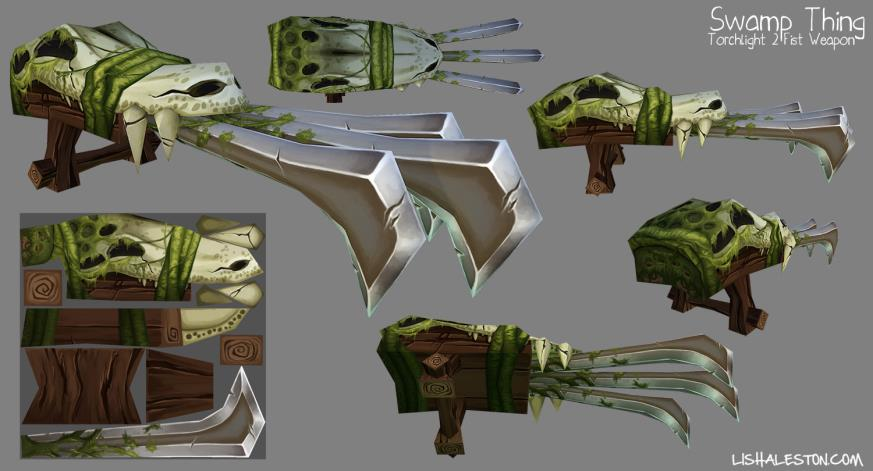 Swamp Thing
Torchlight 2 Fist Weapon
LISHALESTON.COM